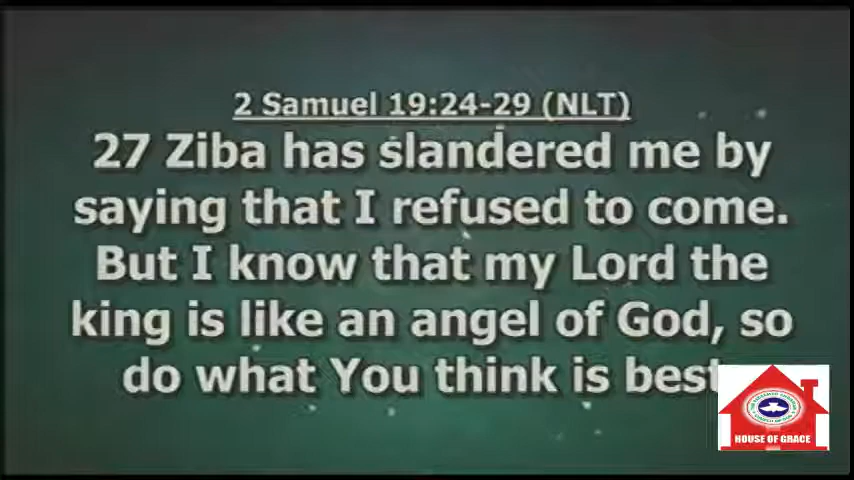 2 Samuel 19:24-29 (NLT)
27 Ziba has slandered me by
saying that I refused to come.
But I know that my Lord the
king is like an angel of God, so
do what You think is best
HOUSE OF GRACE